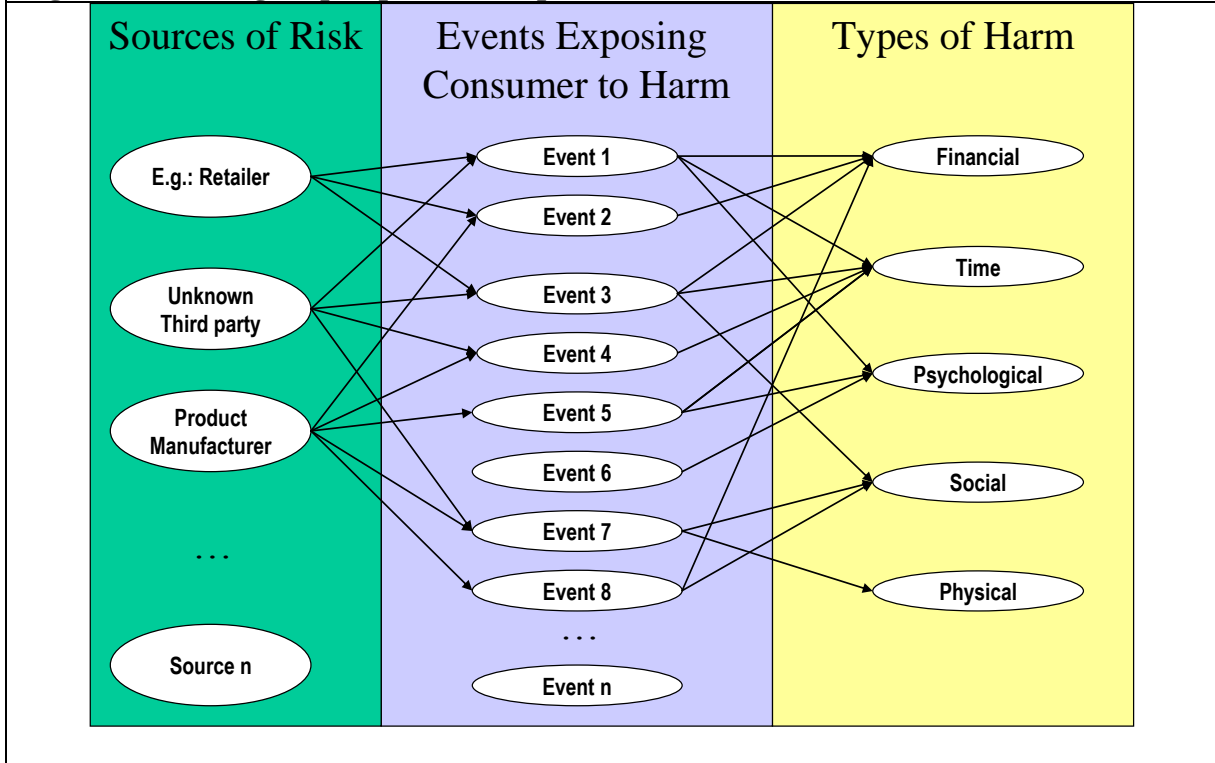 Sources of Risk
Events Exposing
Consumer to Harm
Types of Harm
E.g.: Retailer
Unknown
Third party
Product
Manufacturer
...
Source n
Event 1
Event 2
Event 3
Event 4
Event 5
Event 6
Event 7
Event 8
...
Event n
Financial
Time
Psychological
Social
Physical